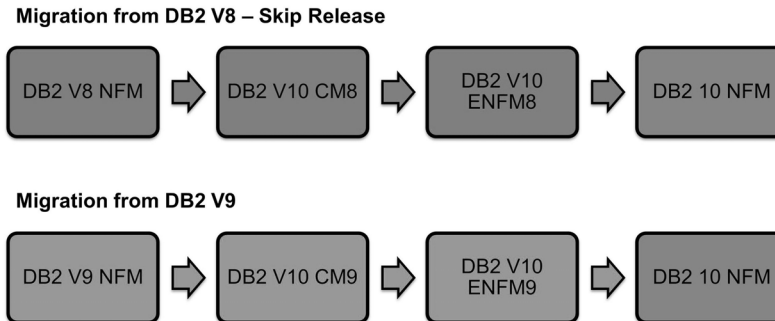 Migration from DB2 V8 – Skip Release
DB2 V8 NFM
DB2 V10 CM8
DB2 V10
ENFM8
DB2 10 NFM
Migration from DB2 V9
DB2 V9 NFM
DB2 V10 CM9
DB2 V10
ENFM9
DB2 10 NFM